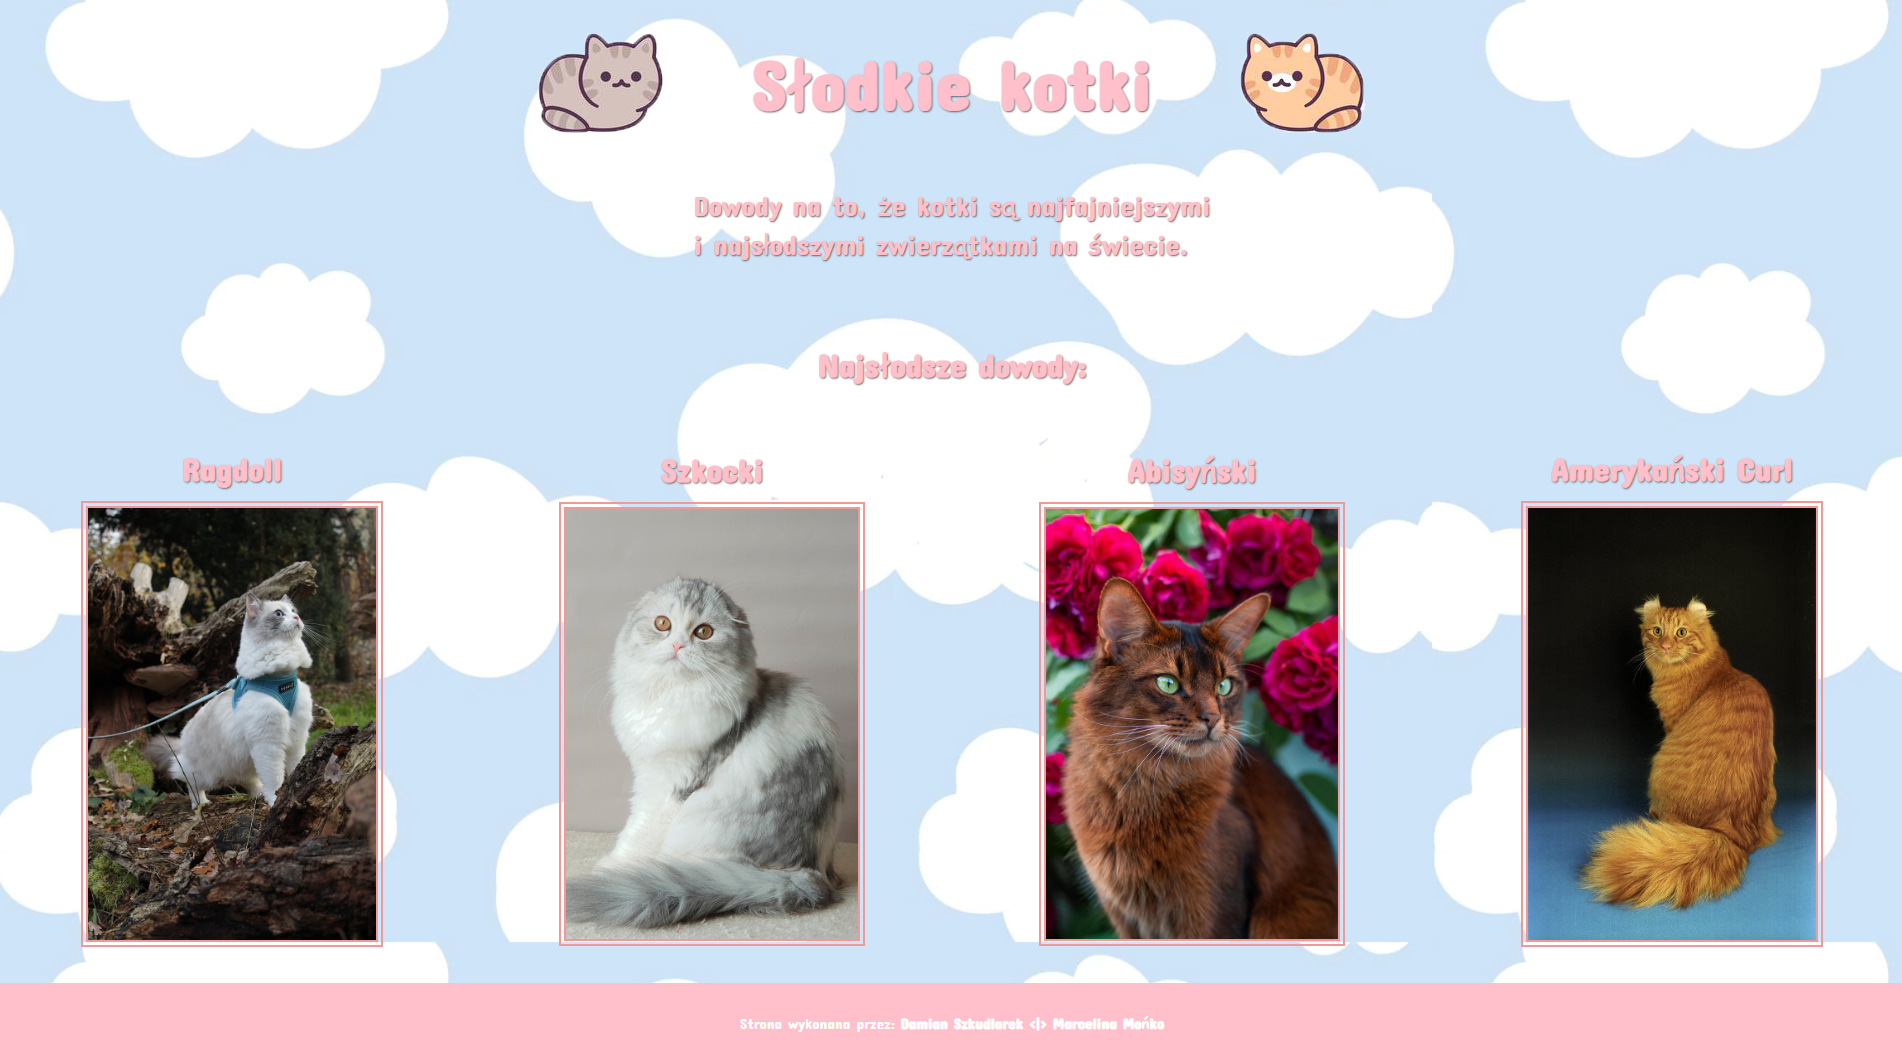 Słodkie kotki
Dowody na to, że kotki są najfajniejszymi
i najsłodszymi zwierzątkami na świecie.
Najsłodsze dowody:
Ragdoll
Szkocki
Abisyński
Amerykański Curl
Strona wykonana przez: Damian Szkudlarek <|> Marcelina Mońko